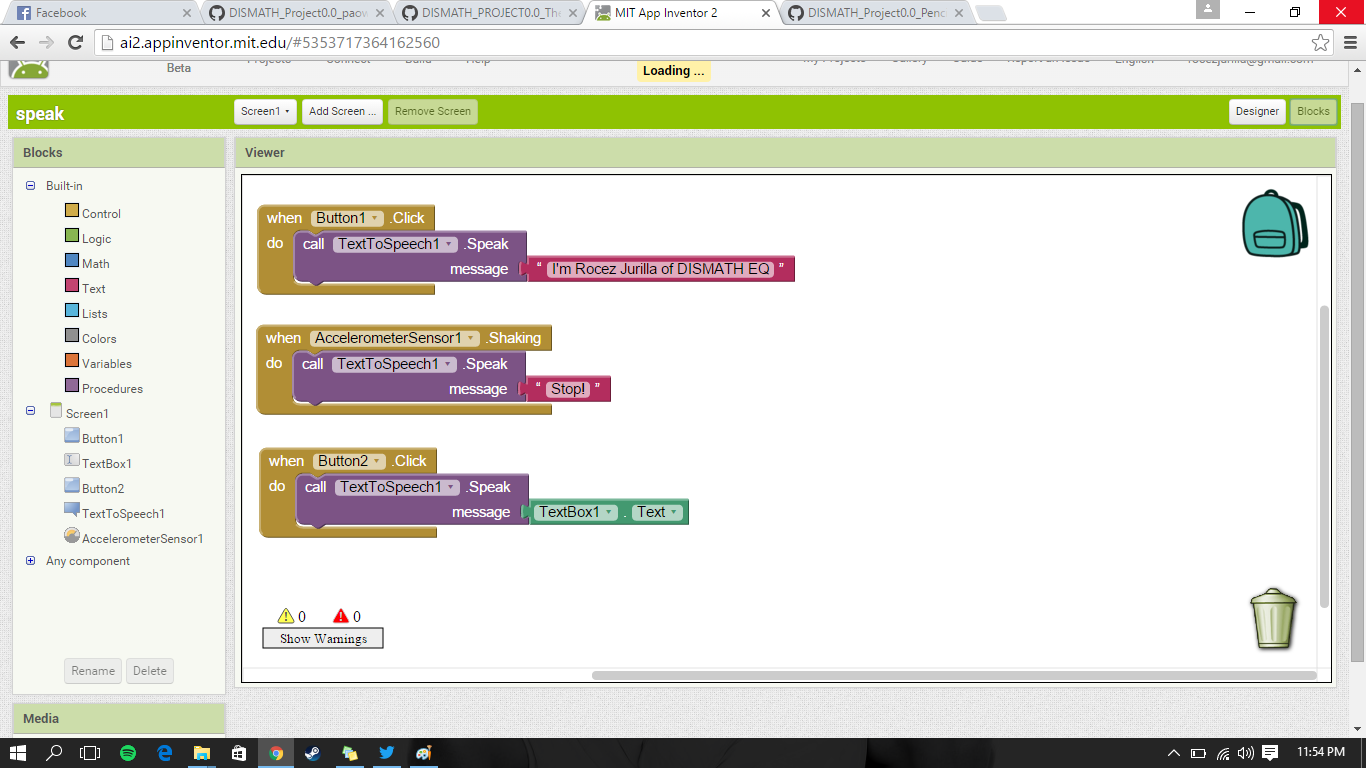 Facebook
DISMATH_Project0.0_paow
DISMATH_PROJECT0.0_The
MIT App Inventor 2
DISMATH_Project0.0_Penc
ai2.appinventor.mit.edu/#5353717364162560
Beta
Projects
Connect
Build
Help
Loading ...
My Projects
Gallery
Guide
Report an Issue
English
speak
Screen1
Add Screen ...
Remove Screen
Designer
Blocks
Blocks
Viewer
Built-in
Control
Logic
Math
Text
Lists
Colors
Variables
Procedures
Screen1
Button1
TextBox1
Button2
TextToSpeech1
AccelerometerSensor1
Any component
Rename
Delete
Media
when Button1 .Click
do call TextToSpeech1 .Speak
message “ I'm Rocez Jurilla of DISMATH EQ ”
when AccelerometerSensor1 .Shaking
do call TextToSpeech1 .Speak
message “ Stop! ”
when Button2 .Click
do call TextToSpeech1 .Speak
message TextBox1 . Text
0 0
Show Warnings
11:54 PM